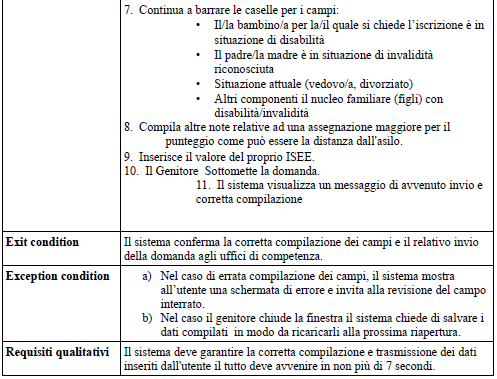 7. Continua a barrare le caselle per i campi:
• Il/la bambino/a per la/il quale si chiede l'iscrizione è in
situazione di disabilità
• Il padre/la madre è in situazione di invalidità
riconosciuta
• Situazione attuale (vedovo/a, divorziato)
• Altri componenti il nucleo familiare (figli) con
disabilità/invalidità
8. Compila altre note relative ad una assegnazione maggiore per il
punteggio come può essere la distanza dall'asilo.
9. Inserisce il valore del proprio ISEE.
10. Il Genitore Sottomette la domanda.
11. Il sistema visualizza un messaggio di avvenuto invio e
corretta compilazione
Exit condition
Il sistema conferma la corretta compilazione dei campi e il relativo invio
della domanda agli uffici di competenza.
Exception condition
a) Nel caso di errata compilazione dei campi, il sistema mostra
all'utente una schermata di errore e invita alla revisione del campo
interrato.
b) Nel caso il genitore chiude la finestra il sistema chiede di salvare i
dati compilati in modo da ricaricarli alla prossima riapertura.
Requisiti qualitativi
Il sistema deve garantire la corretta compilazione e trasmissione dei dati
inseriti dall'utente il tutto deve avvenire in non più di 7 secondi.